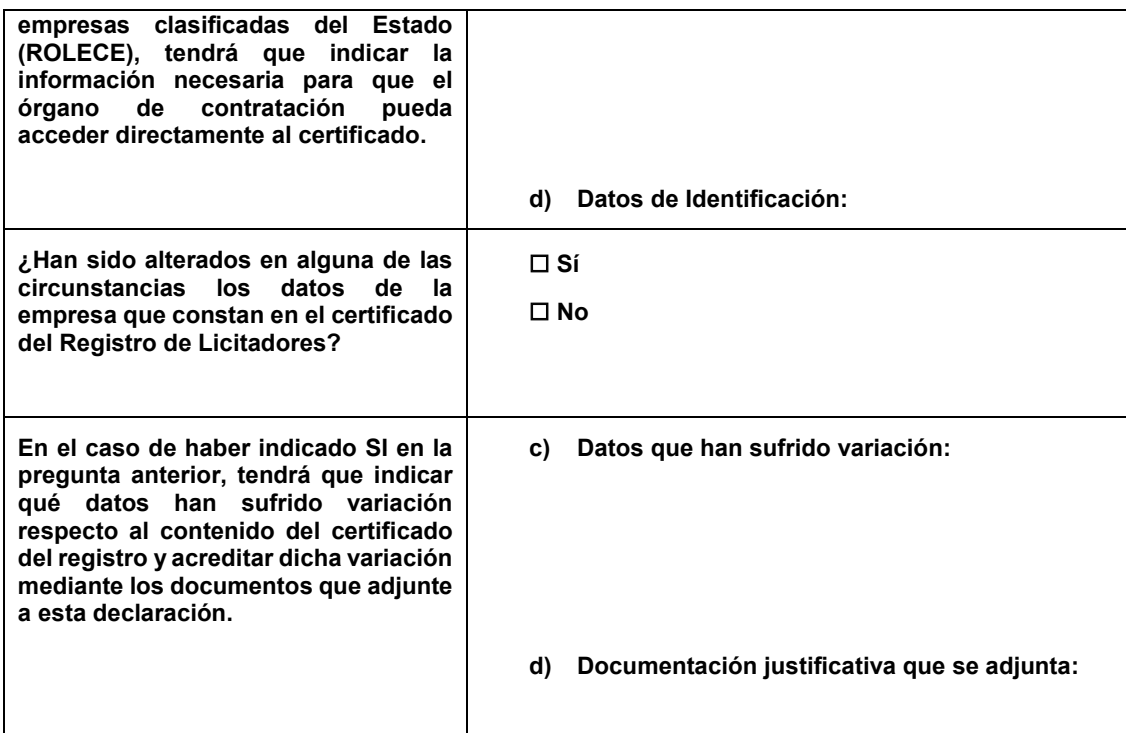 empresas clasificadas del Estado
(ROLECE), tendrá que indicar la
información necesaria para que el
órgano de contratación pueda
acceder directamente al certificado.
d) Datos de Identificación:
¿Han sido alterados en alguna de las
circunstancias los datos de la
empresa que constan en el certificado
del Registro de Licitadores?
☐ Sí
☐ No
En el caso de haber indicado SI en la
pregunta anterior, tendrá que indicar
qué datos han sufrido variación
respecto al contenido del certificado
del registro y acreditar dicha variación
mediante los documentos que adjunte
a esta declaración.
c) Datos que han sufrido variación:
d) Documentación justificativa que se adjunta: